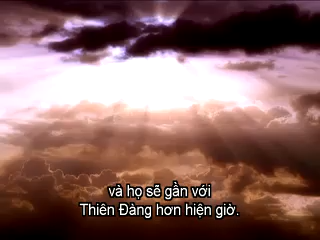 và họ sẽ gần với
Thiên Đàng hơn hiện giờ.